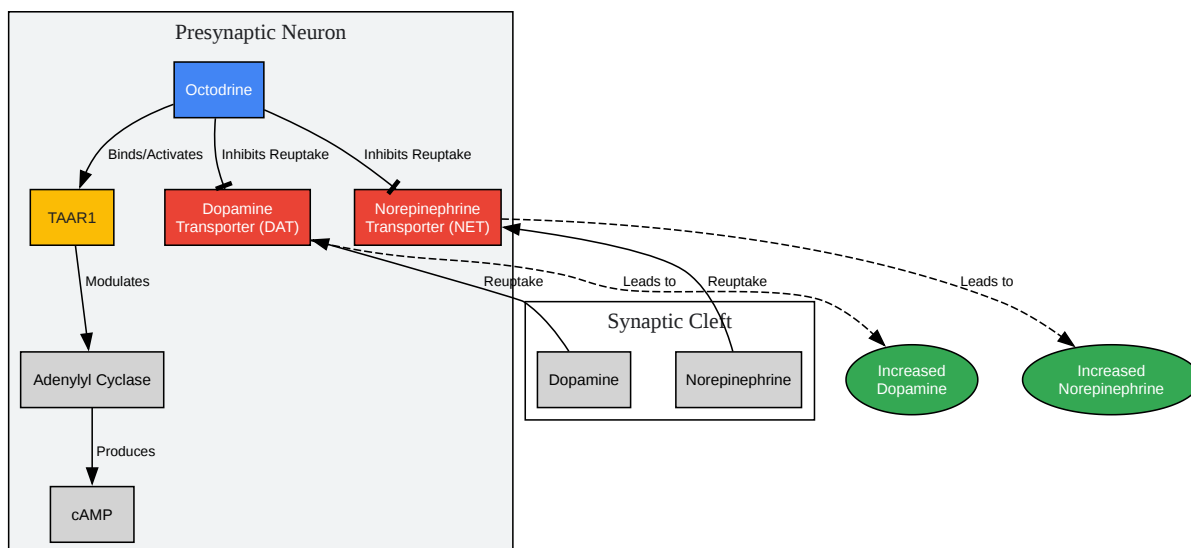 Presynaptic Neuron
Octodrine
Binds/Activates
Inhibits Reuptake
Inhibits Reuptake
TAAR1
Dopamine
Transporter (DAT)
Norepinephrine
Transporter (NET)
Modulates
Reuptake
Leads to
Reuptake
Leads to
Synaptic Cleft
Adenylyl Cyclase
Dopamine
Norepinephrine
Increased
Dopamine
Increased
Norepinephrine
Produces
cAMP